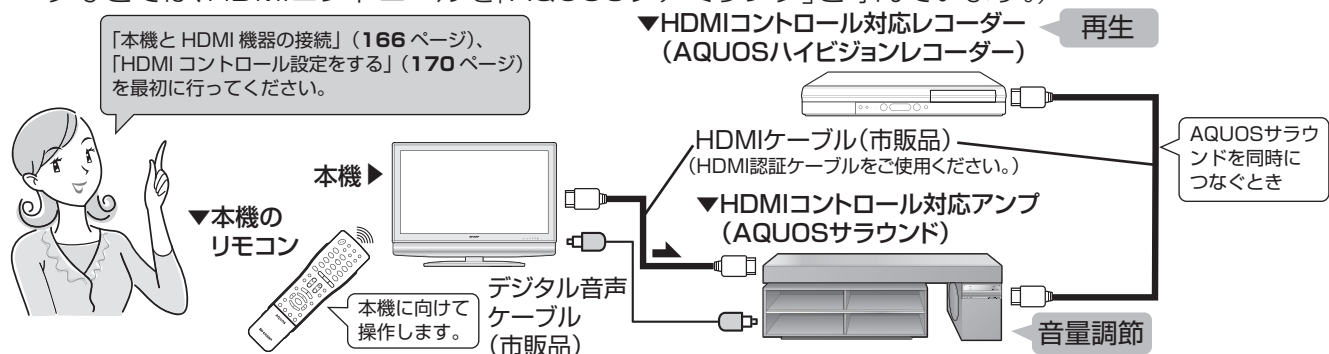 「本機と HDMI 機器の接続」(166 ページ)、
「HDMI コントロール設定をする」(170 ページ)
を最初に行ってください。
▼HDMIコントロール対応レコーダー
(AQUOSハイビジョンレコーダー)
再生
HDMIケーブル(市販品)
(HDMI認証ケーブルをご使用ください。)
AQUOSサラウ
ンドを同時に
つなぐとき
本機▶
▼本機の
リモコン
本機に向けて
操作します。
デジタル音声
ケーブル
(市販品)
▼HDMIコントロール対応アンプ
(AQUOSサラウンド)
音量調節